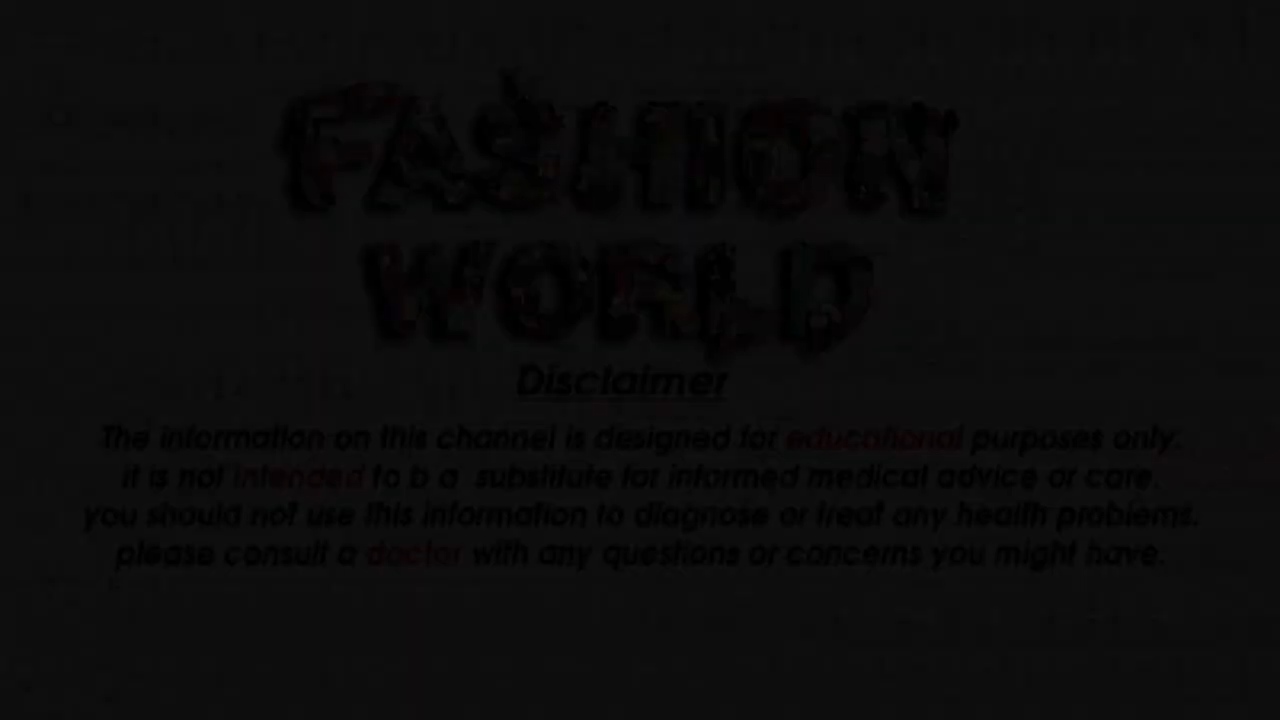 FASHION
WORLD
Disclaimer
The information on this channel is designed for educational purposes only.
it is not intended to b a substitute for informed medical advice or care.
you should not use this information to diagnose or treat any health problems.
please consult a doctor with any questions or concerns you might have.